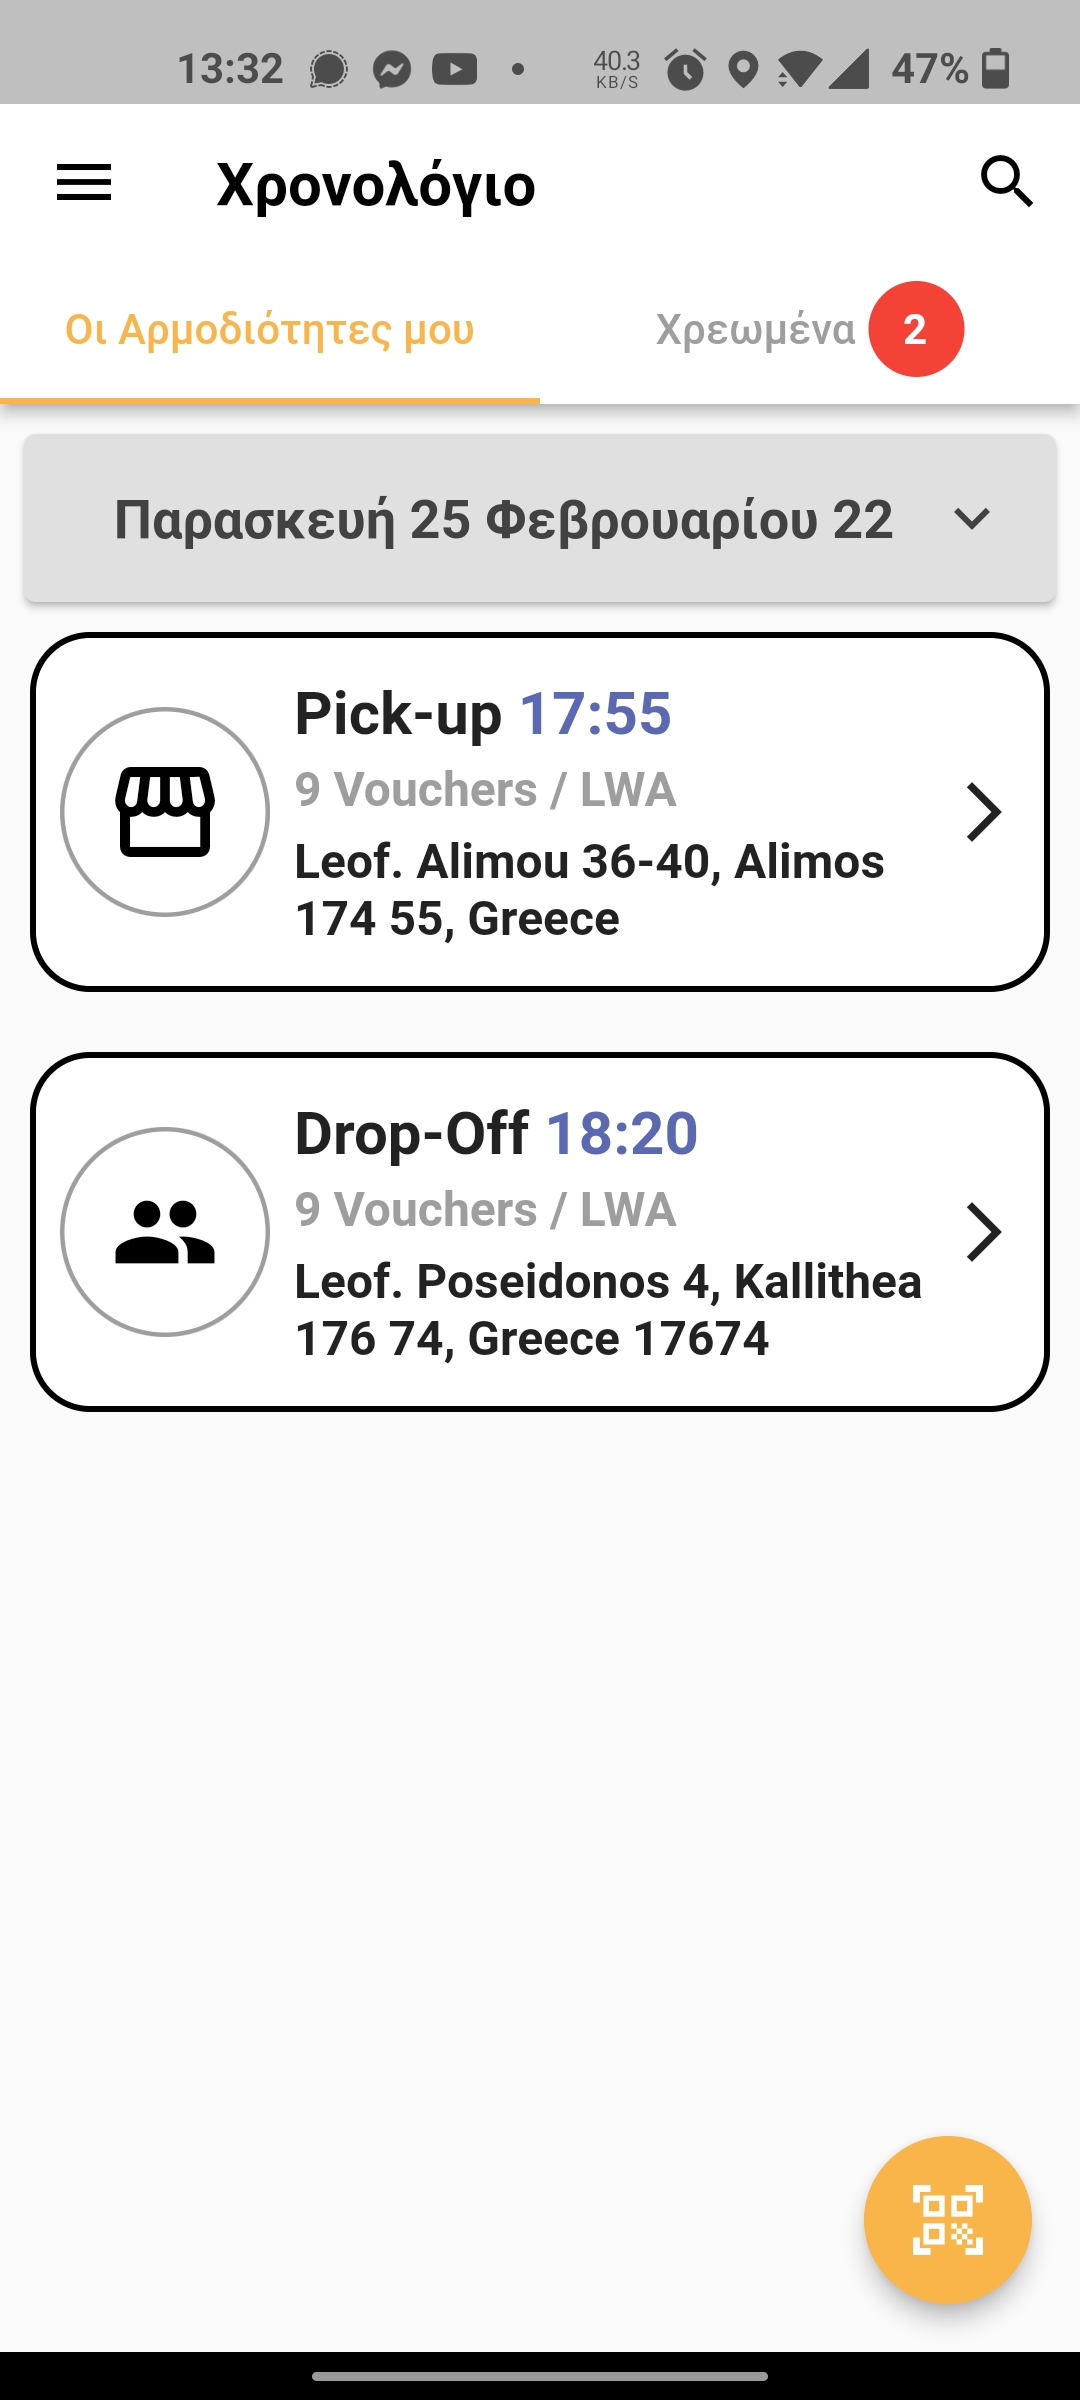 13:32
40.3
KB/S
47%
Χρονολόγιο
Οι Αρμοδιότητες μου
Χρεωμένα 2
Παρασκευή 25 Φεβρουαρίου 22
Pick-up 17:55
9 Vouchers / LWA
Leof. Alimou 36-40, Alimos
174 55, Greece
Drop-Off 18:20
9 Vouchers / LWA
Leof. Poseidonos 4, Kallithea
176 74, Greece 17674